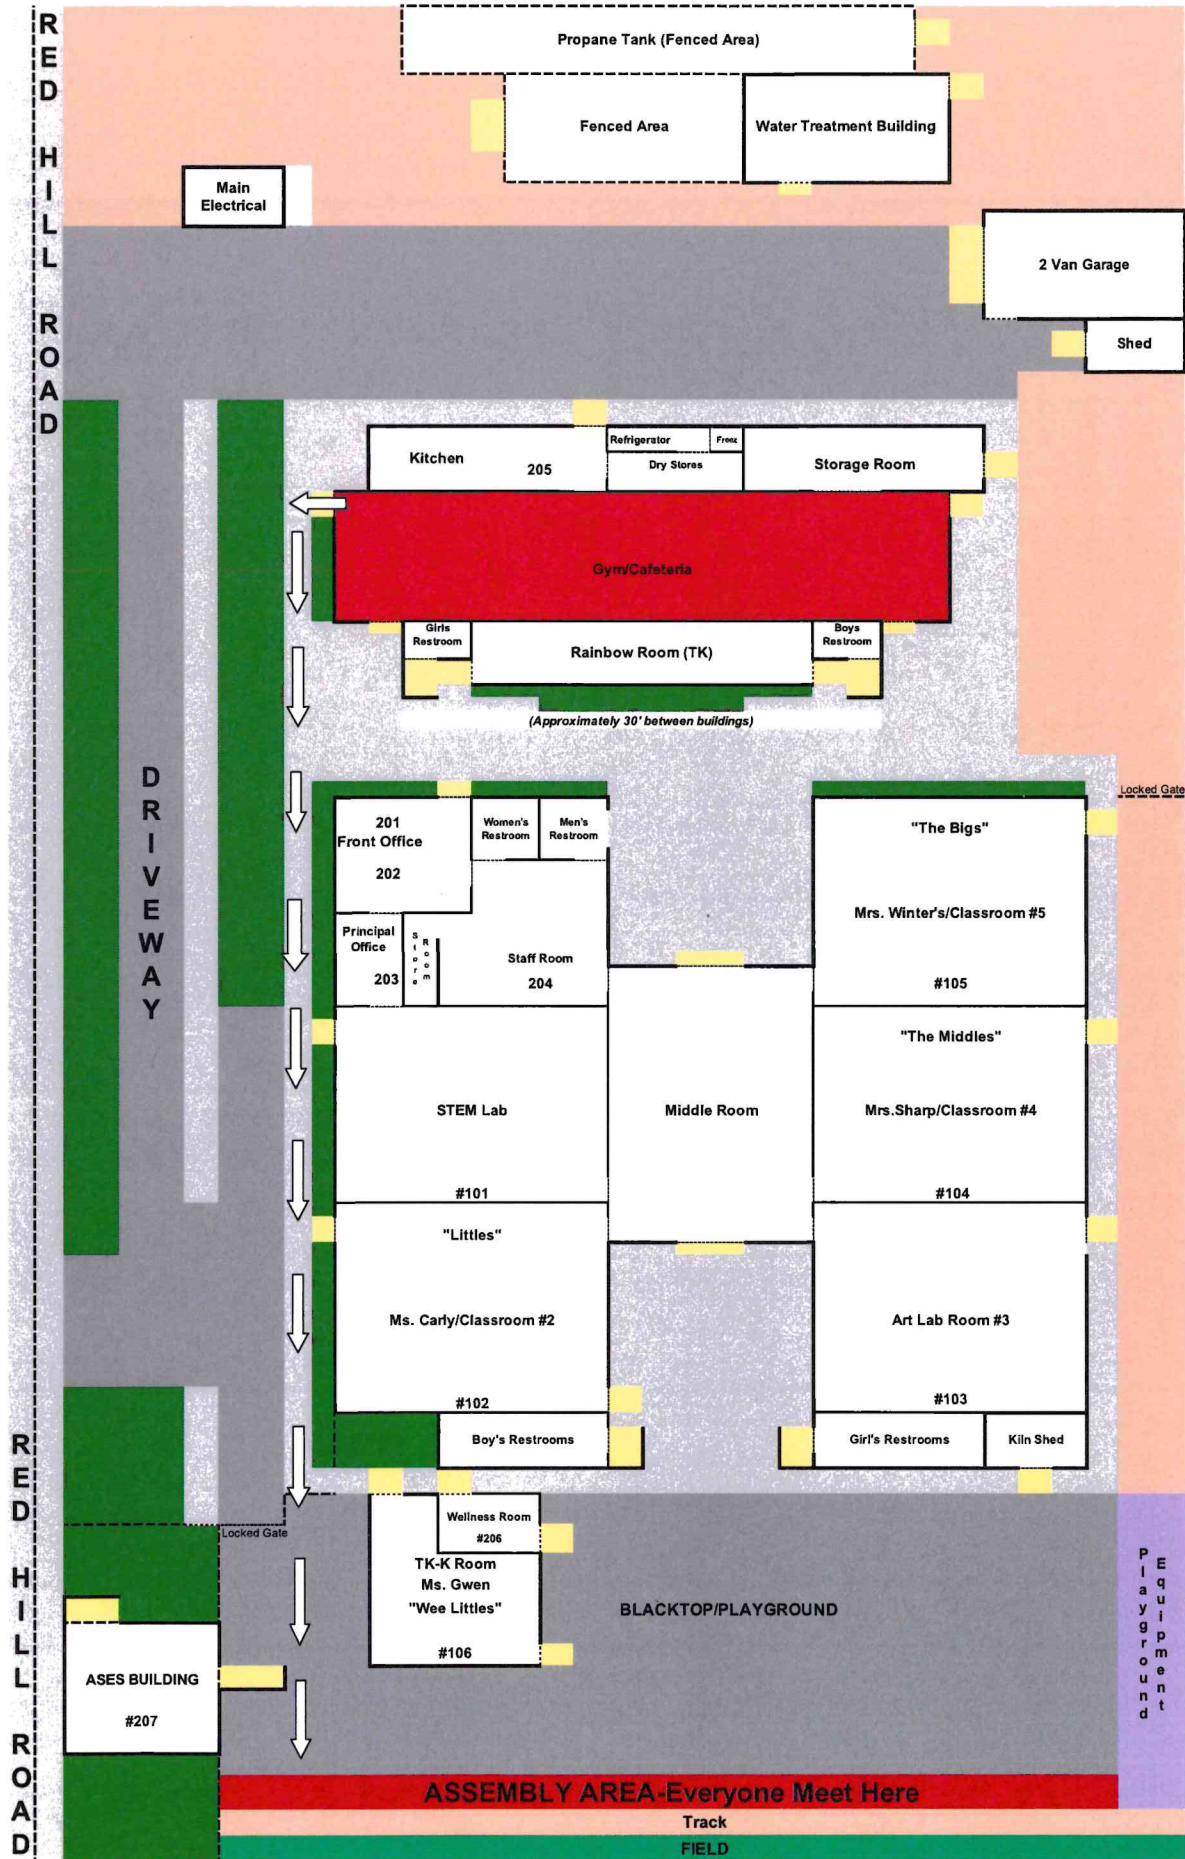 RED HILL ROAD
Propane Tank (Fenced Area)
Fenced Area
Water Treatment Building
Main
Electrical
2 Van Garage
Shed
Kitchen
205
Refrigerator
Freez
Dry Stores
Storage Room
Gym/Cafeteria
Girls
Restroom
Rainbow Room (TK)
Boys
Restroom
(Approximately 30' between buildings)
DRIVEWAY
Locked Gate
201
Front Office
202
Women's
Restroom
Men's
Restroom
Principal
Office
203
Store
Room
Staff Room
204
"The Bigs"
Mrs. Winter's/Classroom #5
#105
STEM Lab
#101
Middle Room
"The Middles"
Mrs.Sharp/Classroom #4
#104
"Littles"
Ms. Carly/Classroom #2
#102
Art Lab Room #3
#103
Boy's Restrooms
Girl's Restrooms
Kiln Shed
RED HILL ROAD
Locked Gate
Wellness Room
#206
TK-K Room
Ms. Gwen
"Wee Littles"
#106
BLACKTOP/PLAYGROUND
Playground
Equipment
ASES BUILDING
#207
ASSEMBLY AREA-Everyone Meet Here
Track
FIELD